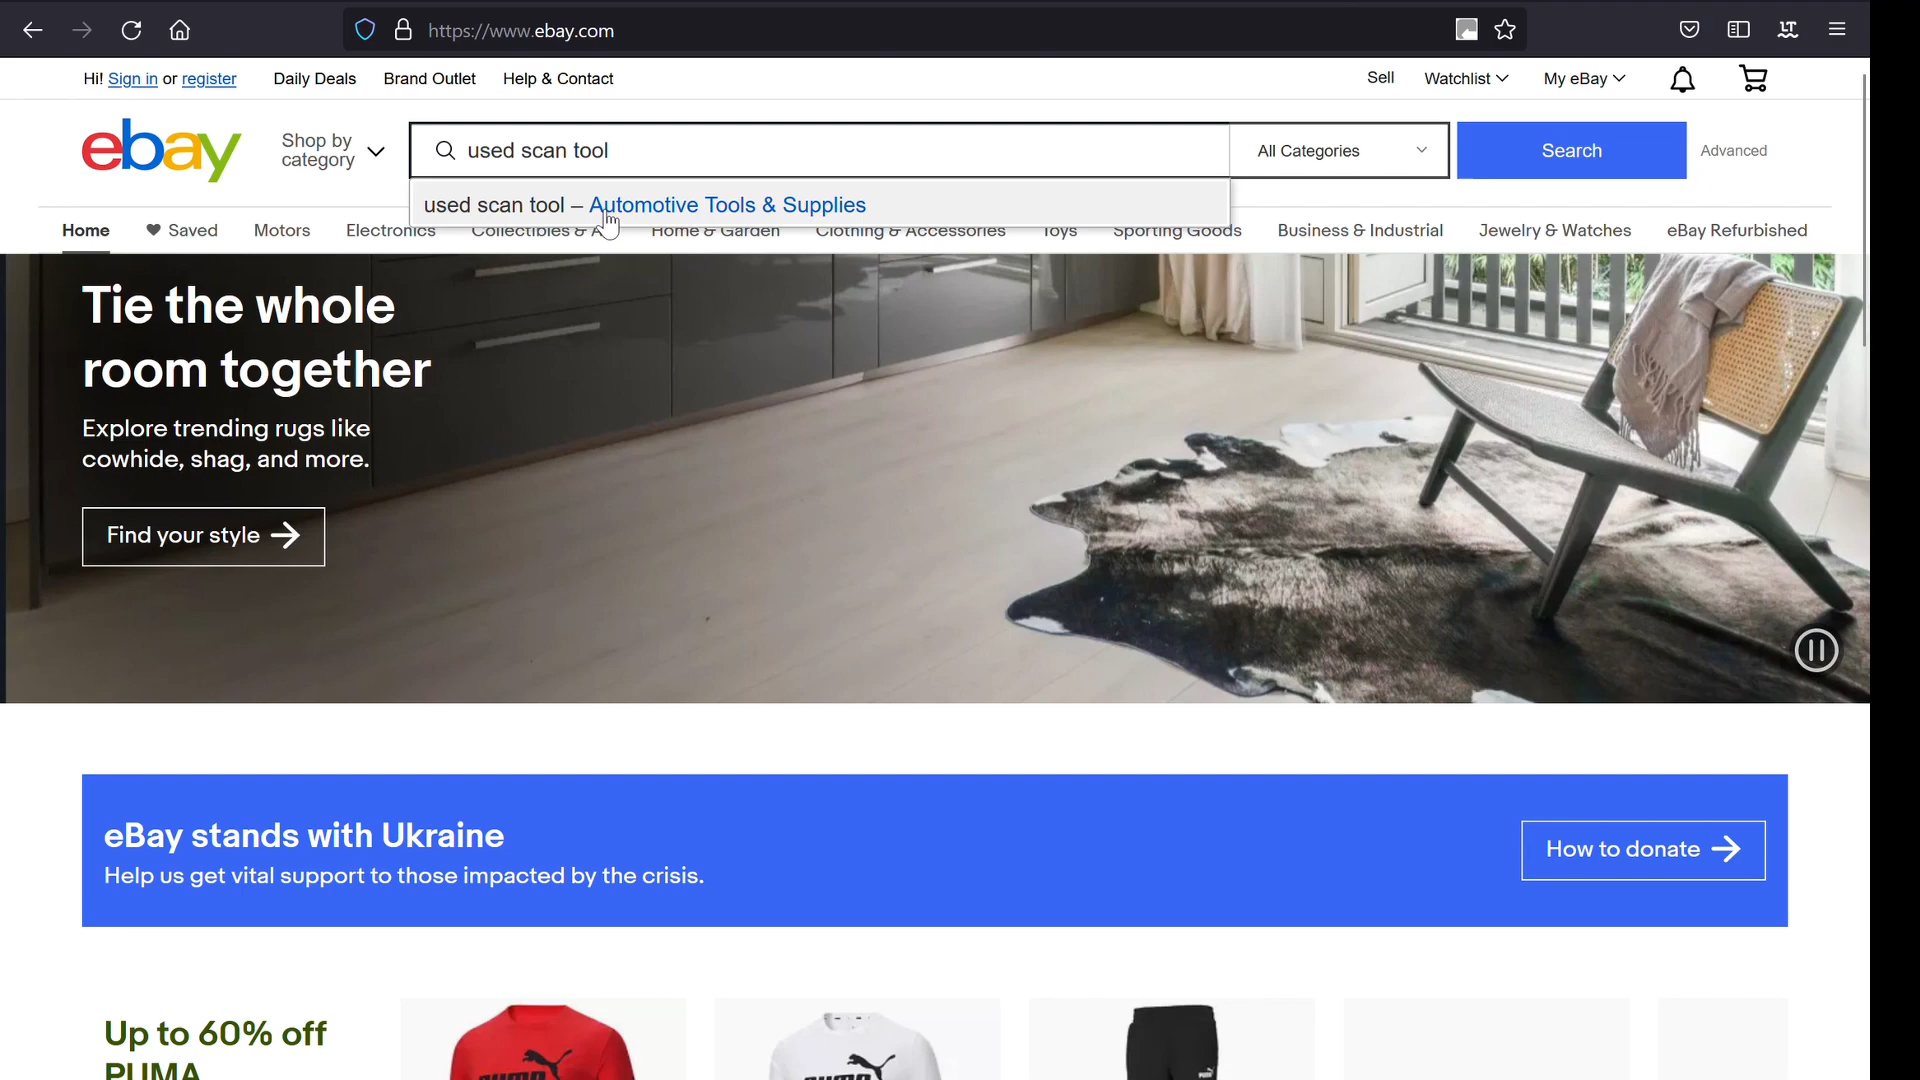 https://www.ebay.com
Hi! Sign in or register Daily Deals Brand Outlet Help & Contact Sell Watchlist My eBay
ebay
Shop by
category
used scan tool
All Categories
Search
Advanced
used scan tool – Automotive Tools & Supplies
Home Saved Motors Electronics Collectibles & A Home & Garden Clothing & Accessories Toys Sporting Goods Business & Industrial Jewelry & Watches eBay Refurbished
Tie the whole
room together
Explore trending rugs like
cowhide, shag, and more.
Find your style
eBay stands with Ukraine
Help us get vital support to those impacted by the crisis.
How to donate
Up to 60% off
PUMA